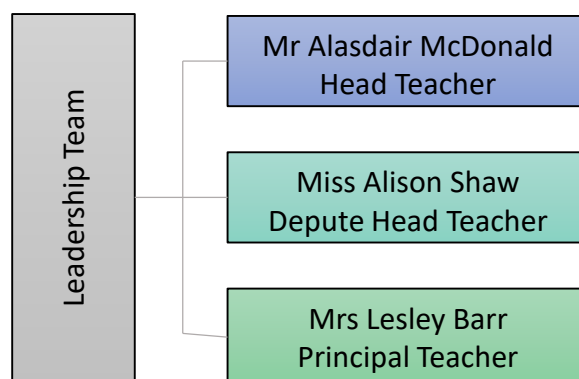 Leadership Team
Mr Alasdair McDonald
Head Teacher
Miss Alison Shaw
Depute Head Teacher
Mrs Lesley Barr
Principal Teacher